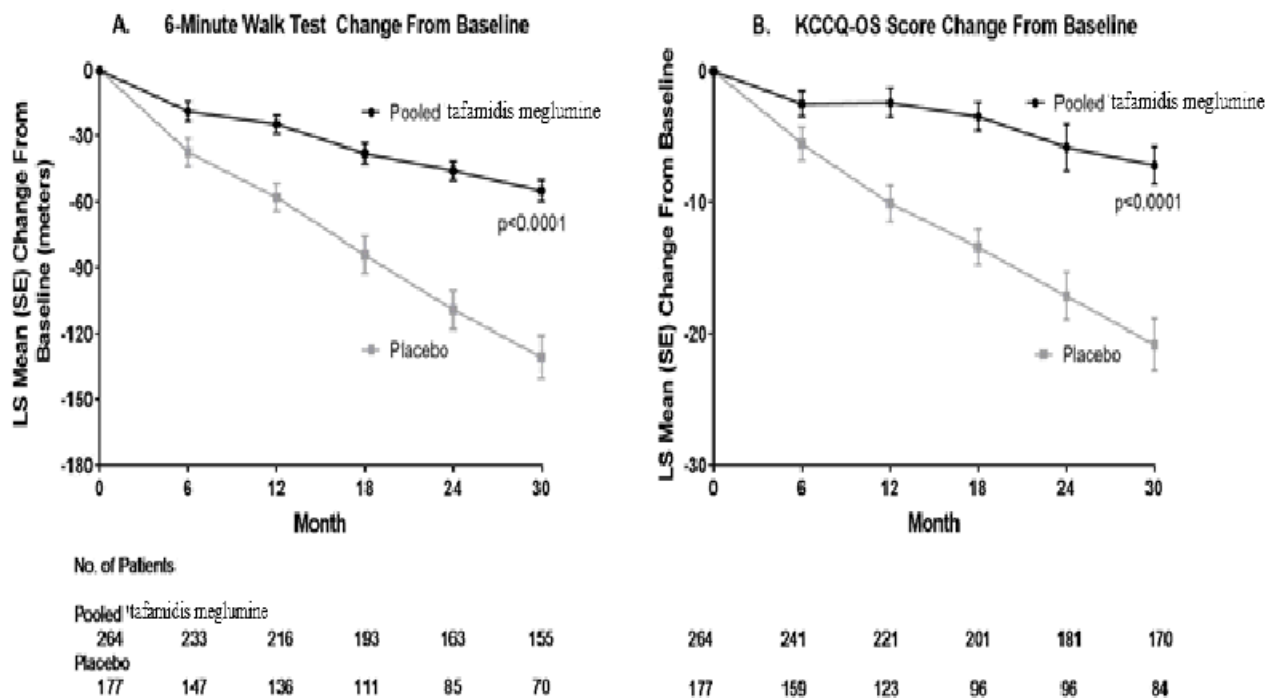 A. 6-Minute Walk Test Change From Baseline
LS Mean (SE) Change From
Baseline (meters)
0
-30
-60
-90
-120
-150
-180
Pooled tafamidis meglumine
p<0.0001
Placebo
0 6 12 18 24 30
Month
B. KCCQ-OS Score Change From Baseline
LS Mean (SE) Change From Baseline
0
-10
-20
-30
Pooled tafamidis meglumine
p<0.0001
Placebo
0 6 12 18 24 30
Month
No. of Patients
Pooled 'tafamidis meglumine
264 233 216 193 163 155 264 241 221 201 181 170
Placebo
177 147 136 111 85 70 177 159 123 96 96 84